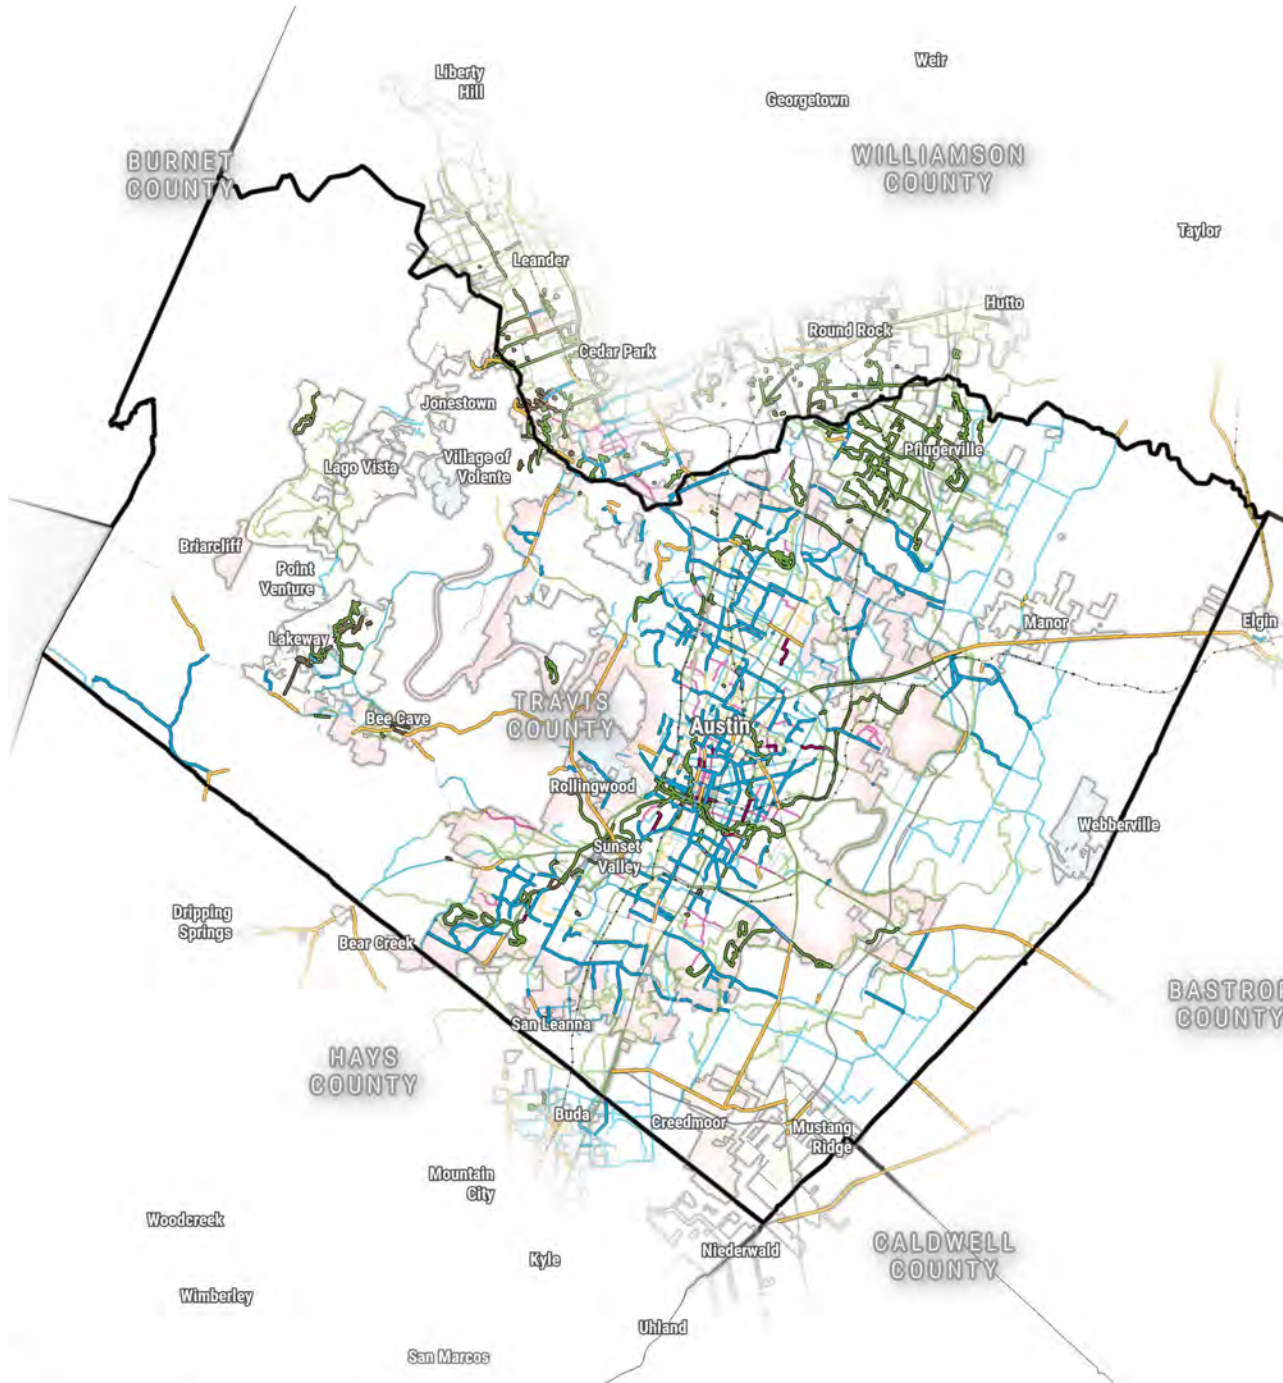 Weir
Liberty
Hill
Georgetown
BURNET
COUNTY
WILLIAMSON
COUNTY
Taylor
Leander
Hutto
Round Rock
Cedar Park
Jonestown
Pflugerville
Village of
Volente
Lago Vista
Briarcliff
Point
Venture
Lakeway
Manor
Elgin
TRAVIS
COUNTY
Bee Cave
Austin
Rollingwood
Webberville
Sunset
Valley
Dripping
Springs
Bear Creek
BASTROP
COUNTY
San Leanna
HAYS
COUNTY
Buda
Creedmoor
Mustang
Ridge
Mountain
City
Woodcreek
Niederwald
CALDWELL
COUNTY
Kyle
Wimberley
Uhland
San Marcos